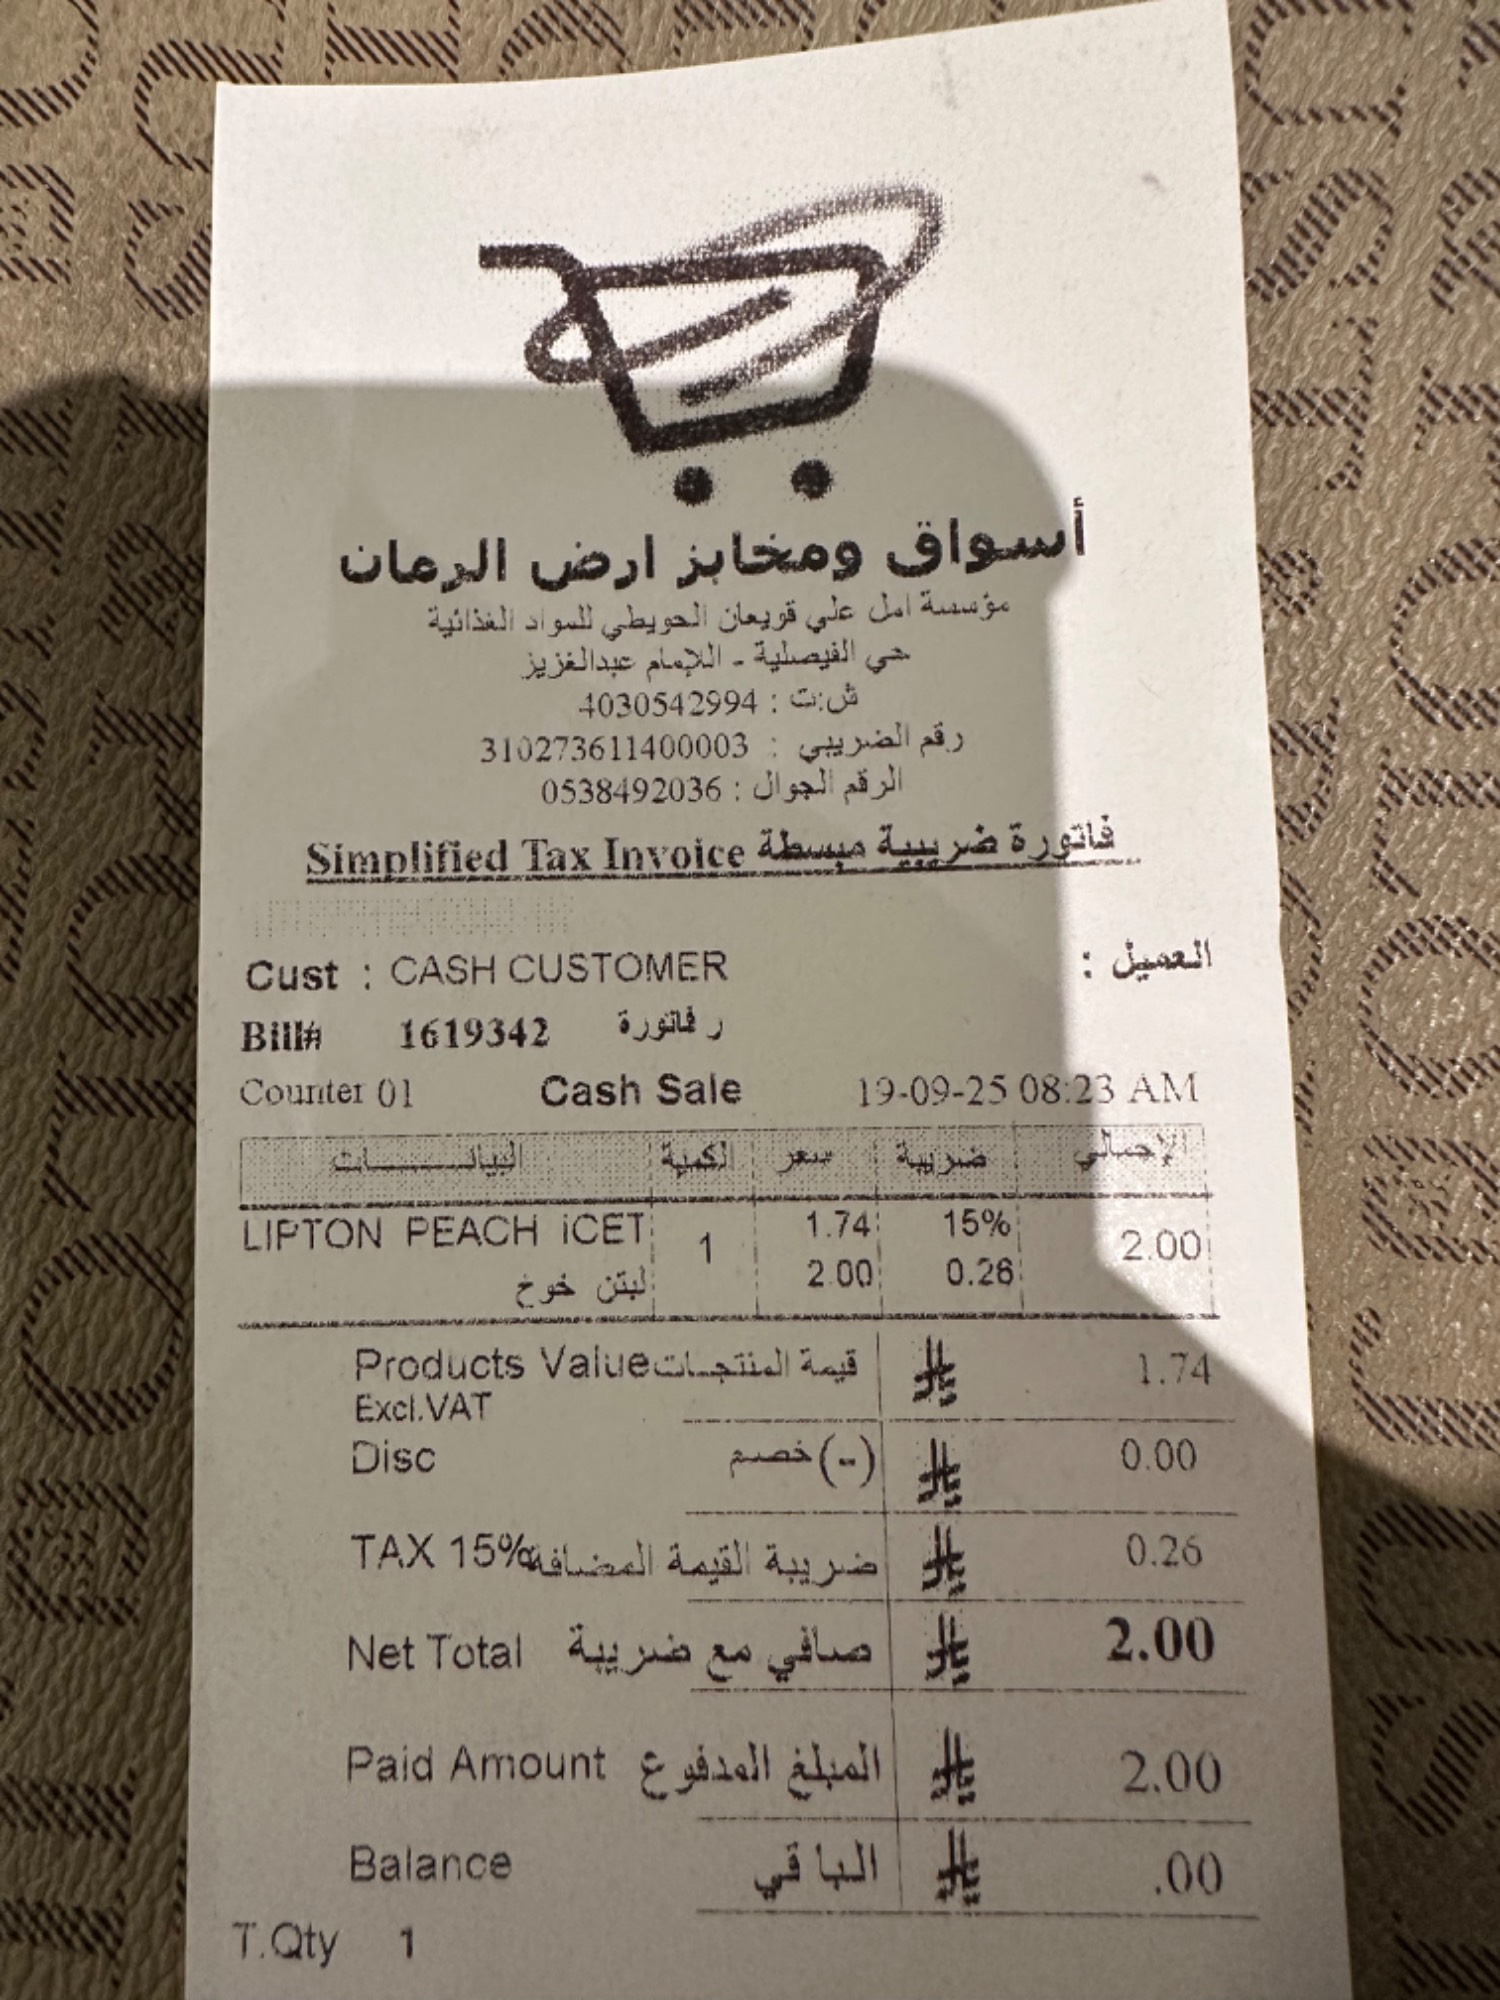 أسواق ومخابز ارض الرمان
مؤسسة امل علي قويعان الحويطي للمواد الغذائية
حي الفيصلية - اللإمام عبدالعزيز
ش:ت : 4030542994
رقم الضريبي : 310273611400003
الرقم الجوال : 0538492036
Simplified Tax Invoice فاتورة ضريبية مبسطة
Cust : CASH CUSTOMER العميل :
Bill# 1619342 ر فاتورة
Counter 01 Cash Sale 19-09-25 08:23 AM
البيانــــــــات الكمية سعر ضريبة الإجمالي
LIPTON PEACH iCET 1 1.74 15% 2.00
لبتن خوخ 2.00 0.26
Products Value قيمة المنتجات 1.74
Excl.VAT
Disc خصم (--) 0.00
TAX 15% ضريبة القيمة المضافة 0.26
Net Total صافي مع ضريبة 2.00
Paid Amount المبلغ المدفوع 2.00
Balance الباقي .00
T.Qty 1